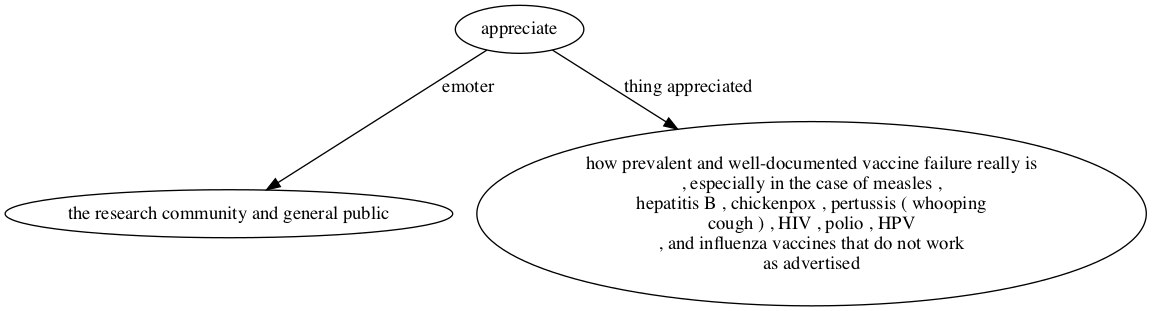 appreciate
emoter
thing appreciated
the research community and general public
how prevalent and well-documented vaccine failure really is
, especially in the case of measles ,
hepatitis B , chickenpox , pertussis ( whooping
cough ) , HIV , polio , HPV
, and influenza vaccines that do not work
as advertised